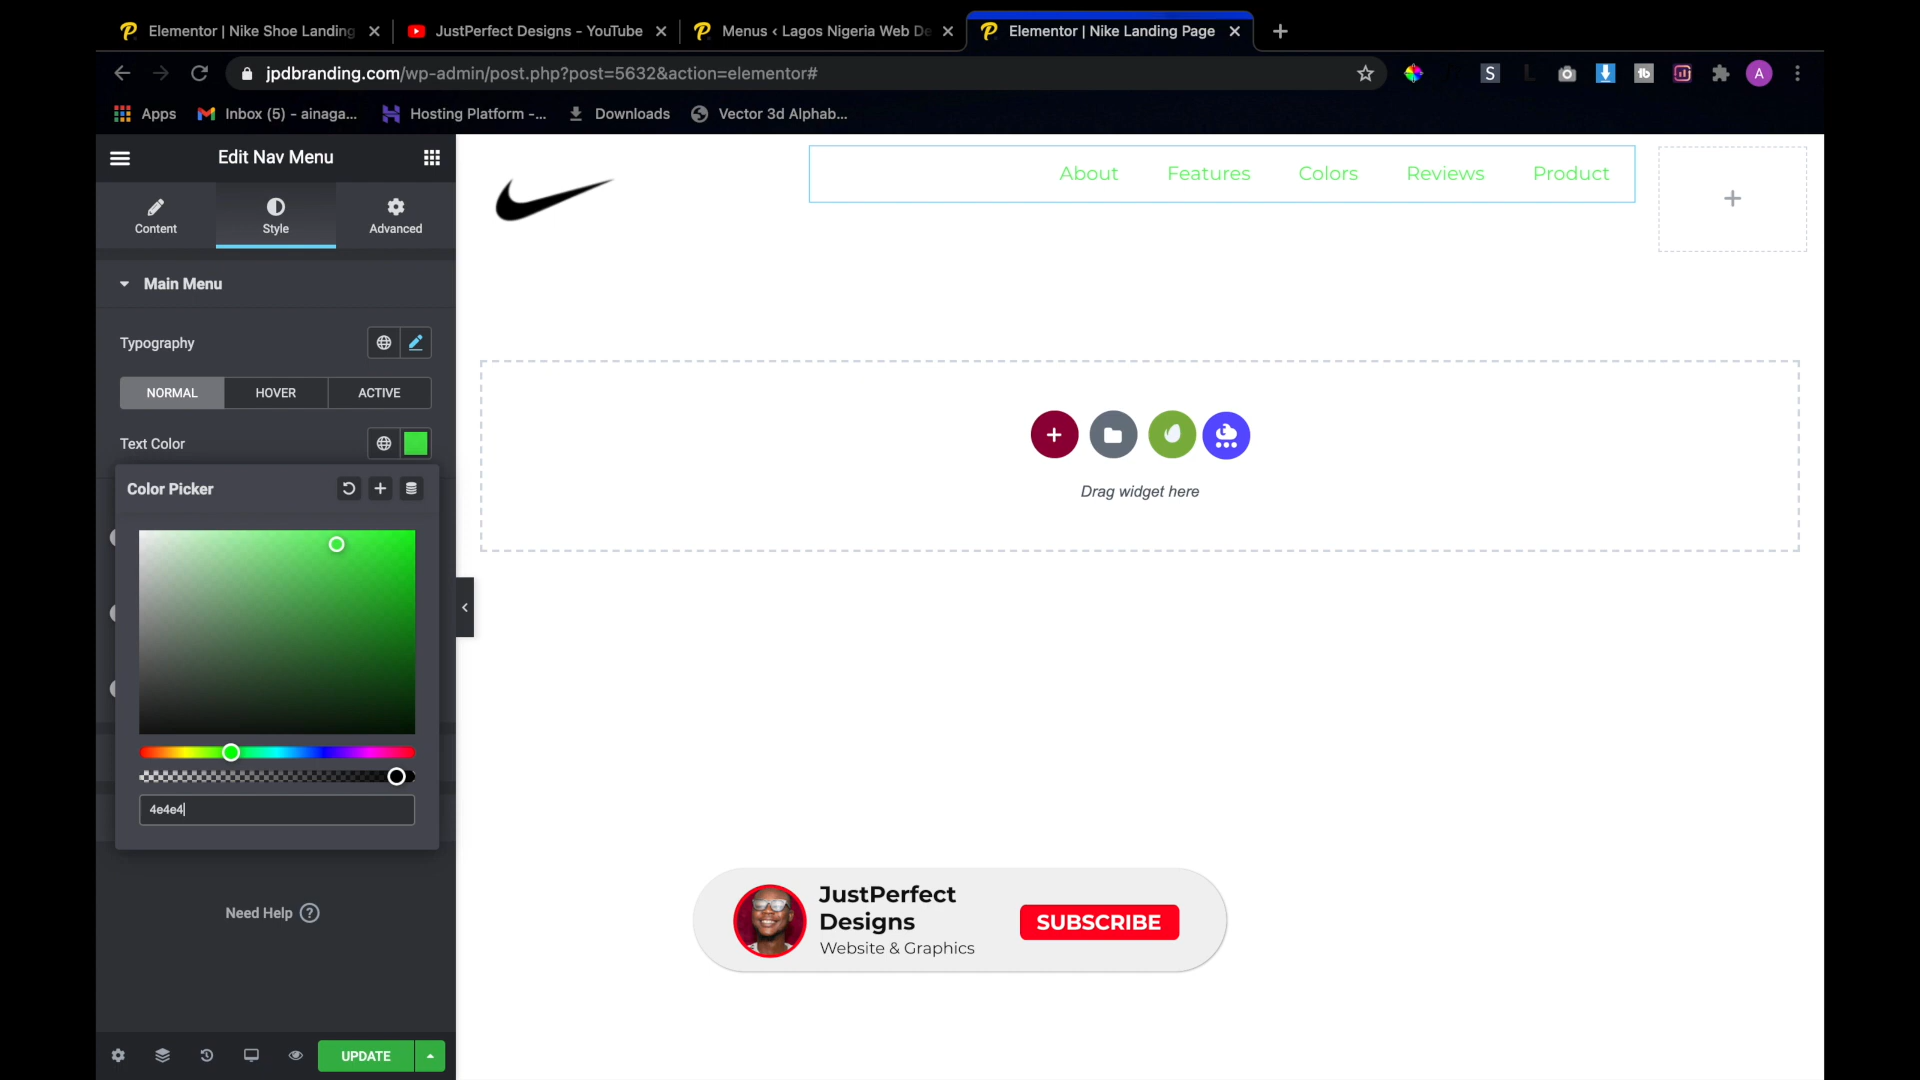 Elementor | Nike Shoe Landing
JustPerfect Designs - YouTube
Menus ‹ Lagos Nigeria Web De
Elementor | Nike Landing Page
jpdbranding.com/wp-admin/post.php?post=5632&action=elementor#
S
L
tb
A
Apps
Inbox (5) - ainaga...
Hosting Platform -...
Downloads
Vector 3d Alphab...
Edit Nav Menu
Content
Style
Advanced
Main Menu
Typography
NORMAL
HOVER
ACTIVE
Text Color
Color Picker
4e4e4
Need Help ?
UPDATE
About
Features
Colors
Reviews
Product
Drag widget here
JustPerfect
Designs
Website & Graphics
SUBSCRIBE